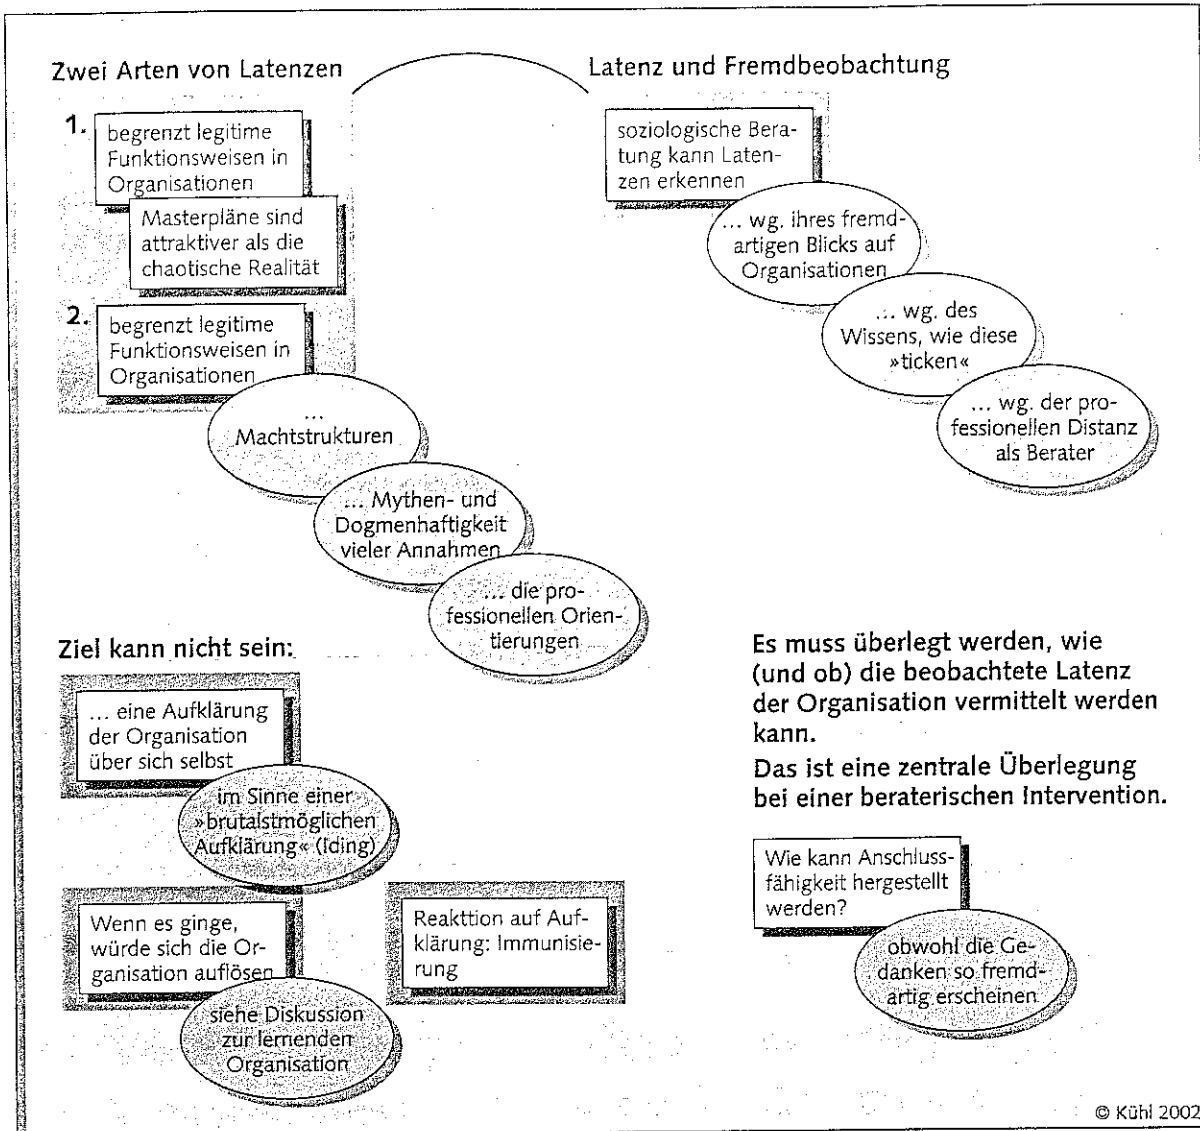 Zwei Arten von Latenzen
1.
begrenzt legitime
Funktionsweisen in
Organisationen
Masterpläne sind
attraktiver als die
chaotische Realität
2.
begrenzt legitime
Funktionsweisen in
Organisationen
...
Machtstrukturen
... Mythen- und
Dogmenhaftigkeit
vieler Annahmen
... die pro-
fessionellen Orien-
tierungen
Latenz und Fremdbeobachtung
soziologische Bera-
tung kann Laten-
zen erkennen
... wg. ihres fremd-
artigen Blicks auf
Organisationen
... wg. des
Wissens, wie diese
»ticken«
... wg. der pro-
fessionellen Distanz
als Berater
Ziel kann nicht sein:
... eine Aufklärung
der Organisation
über sich selbst
im Sinne einer
»brutalstmöglichen
Aufklärung« (Iding)
Wenn es ginge,
würde sich die Or-
ganisation auflösen
siehe Diskussion
zur lernenden
Organisation
Reakttion auf Auf-
klärung: Immunisie-
rung
Es muss überlegt werden, wie
(und ob) die beobachtete Latenz
der Organisation vermittelt werden
kann.
Das ist eine zentrale Überlegung
bei einer beraterischen Intervention.
Wie kann Anschluss-
fähigkeit hergestellt
werden?
obwohl die Ge-
danken so fremd-
artig erscheinen
© Kühl 2002